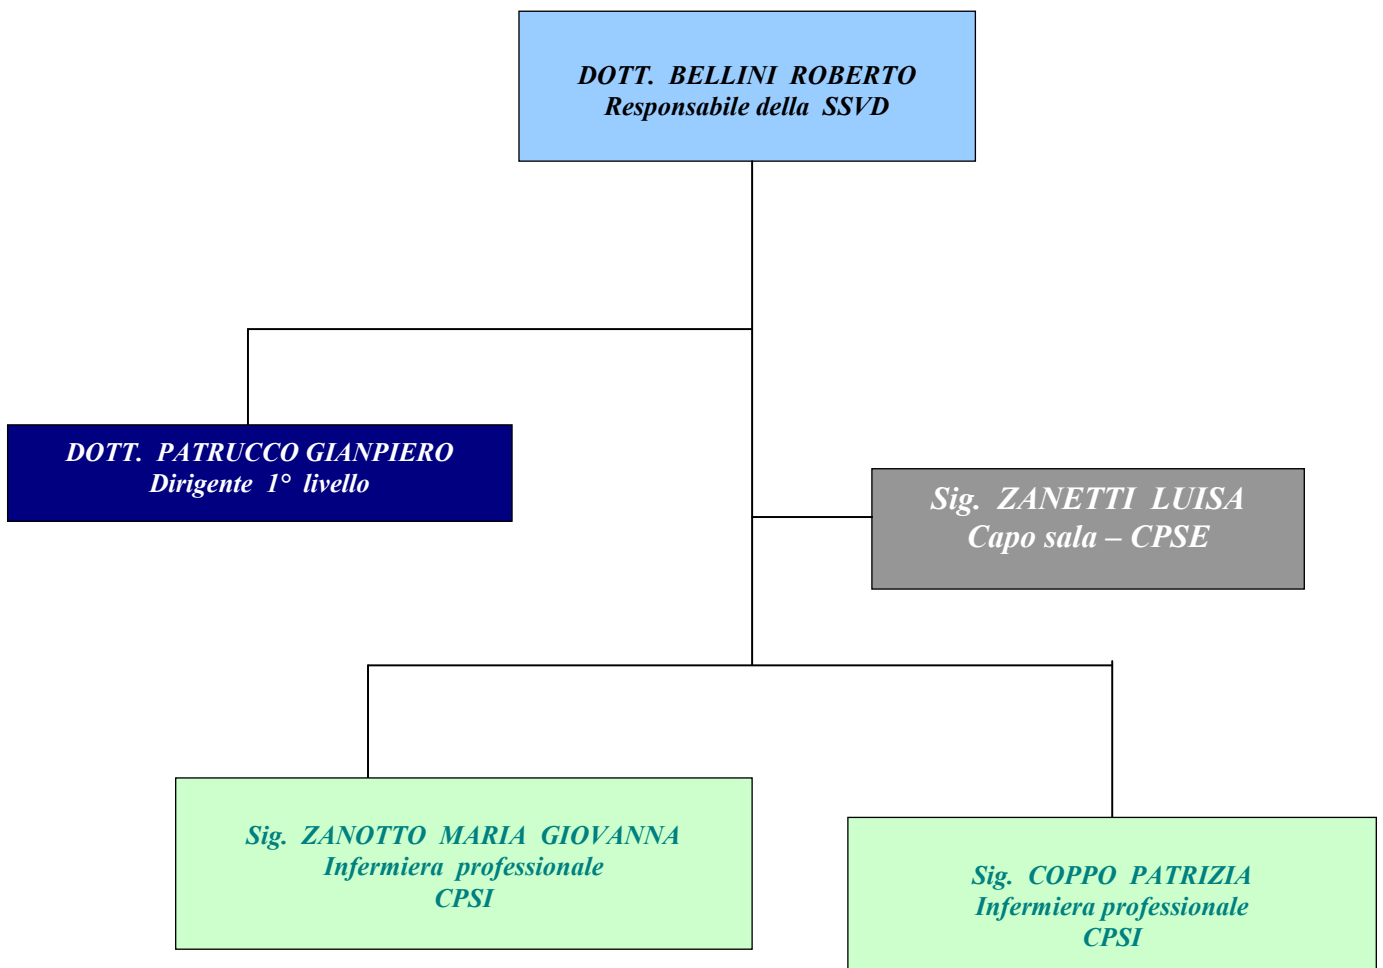 DOTT. BELLINI ROBERTO
Responsabile della SSVD
DOTT. PATRUCCO GIANPIERO
Dirigente 1° livello
Sig. ZANETTI LUISA
Capo sala – CPSE
Sig. ZANOTTO MARIA GIOVANNA
Infermiera professionale
CPSI
Sig. COPPO PATRIZIA
Infermiera professionale
CPSI